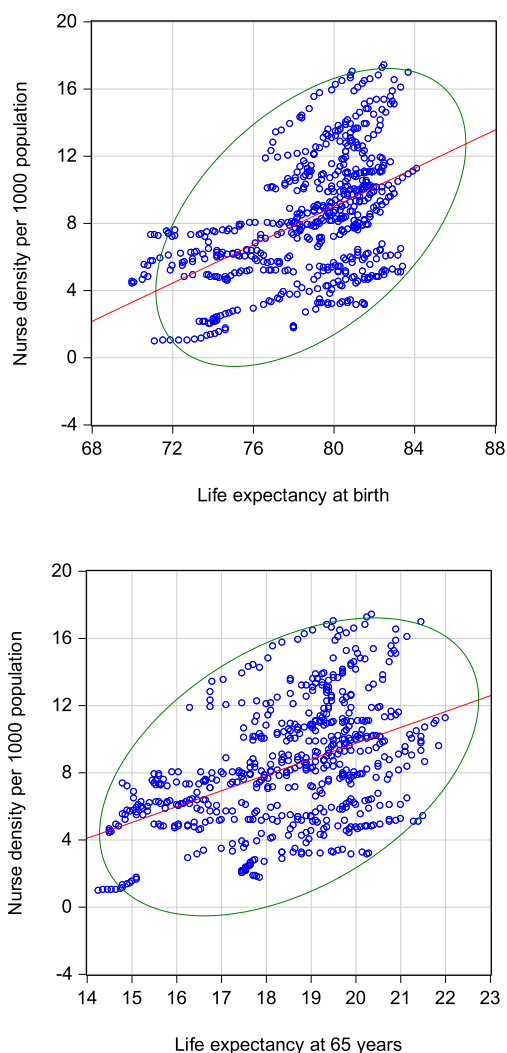 20
16
12
8
4
0
-4
Nurse density per 1000 population
68 72 76 80 84 88
Life expectancy at birth
20
16
12
8
4
0
-4
Nurse density per 1000 population
14 15 16 17 18 19 20 21 22 23
Life expectancy at 65 years